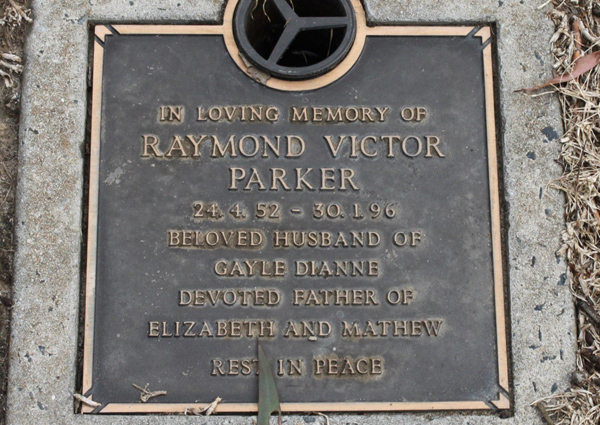 IN LOVING MEMORY OF
RAYMOND VICTOR
PARKER
24.4.52 - 30.1.96
BELOVED HUSBAND OF
GAYLE DIANNE
DEVOTED FATHER OF
ELIZABETH AND MATHEW
REST IN PEACE